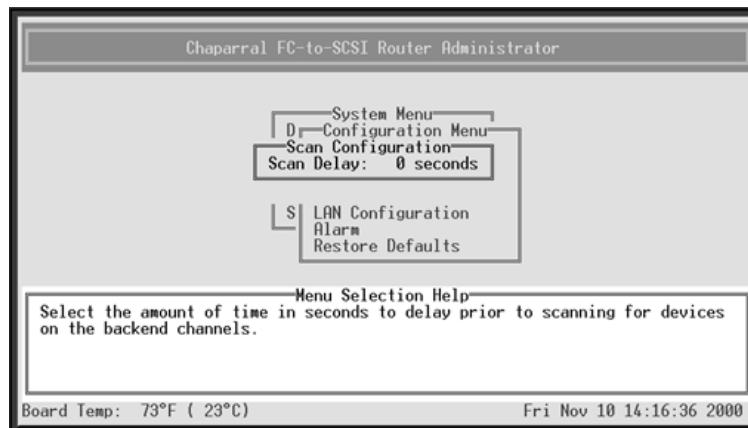 Chaparral FC-to-SCSI Router Administrator
System Menu
D Configuration Menu
Scan Configuration
Scan Delay: 0 seconds
S LAN Configuration
Alarm
Restore Defaults
Menu Selection Help
Select the amount of time in seconds to delay prior to scanning for devices
on the backend channels.
Board Temp: 73°F ( 23°C) Fri Nov 10 14:16:36 2000